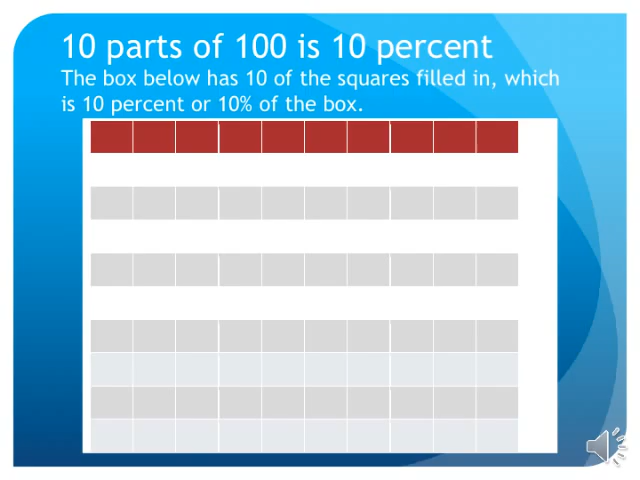 10 parts of 100 is 10 percent
The box below has 10 of the squares filled in, which
is 10 percent or 10% of the box.